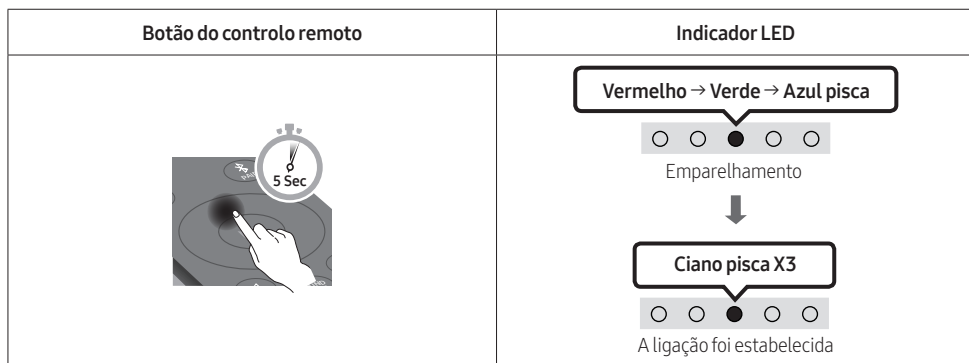 Botão do controlo remoto
Indicador LED
5 Sec
Vermelho → Verde → Azul pisca
Emparelhamento
Ciano pisca X3
A ligação foi estabelecida